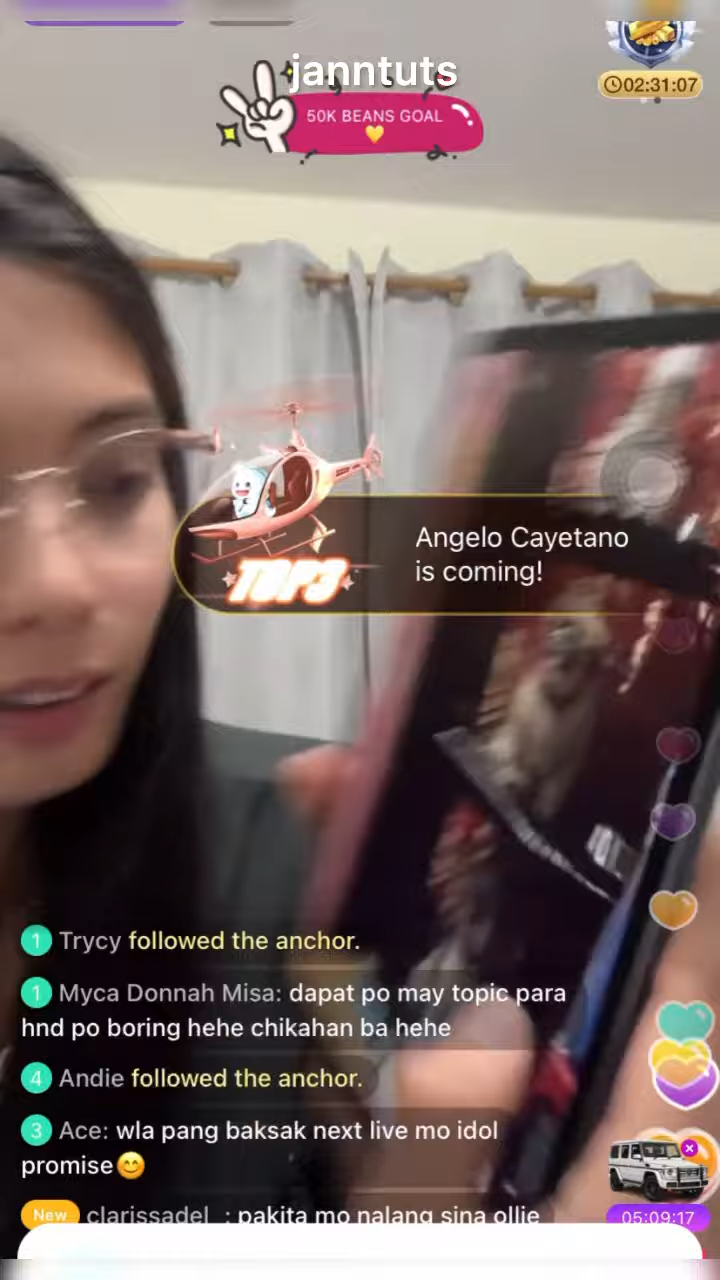 janntuts
50K BEANS GOAL
02:31:07
Angelo Cayetano
is coming!
TOP3
1 Trycy followed the anchor.
1 Myca Donnah Misa: dapat po may topic para
hnd po boring hehe chikahan ba hehe
4 Andie followed the anchor.
3 Ace: wla pang baksak next live mo idol
promise😊
New clarissadel_: pakita mo nalang sina ollie
05:09:17